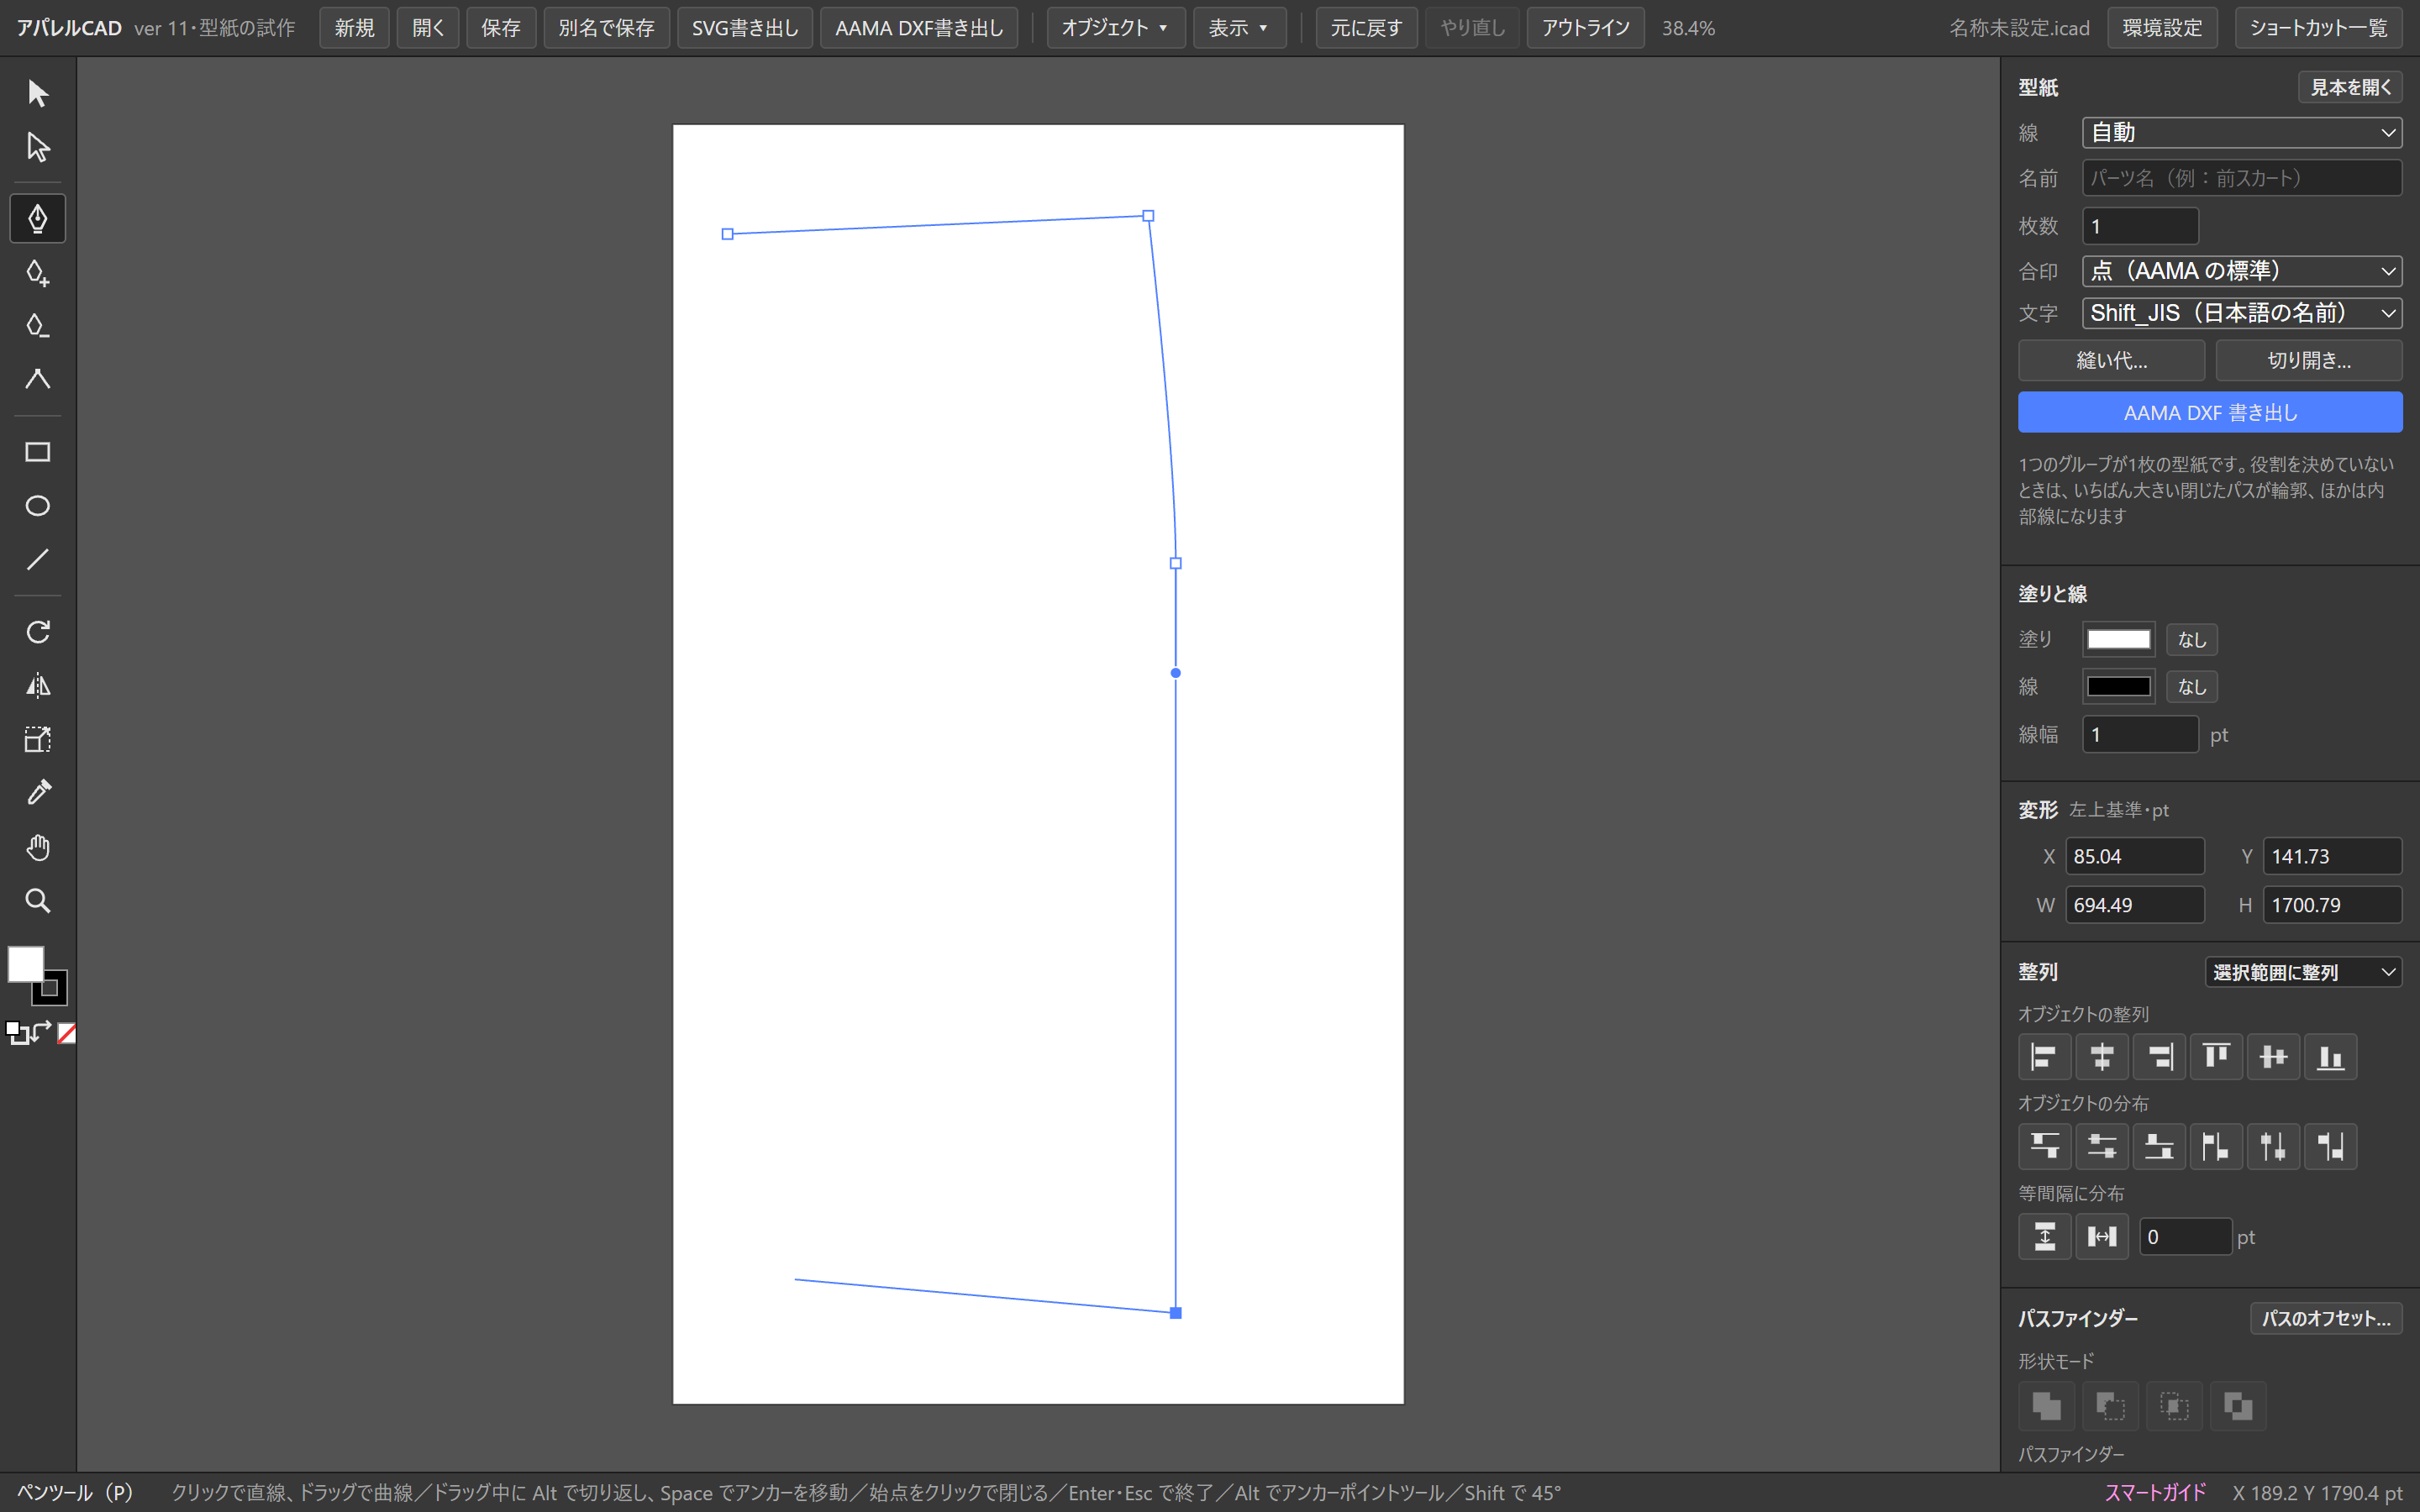 アパレルCAD ver 11・型紙の試作 新規 開く 保存 別名で保存 SVG書き出し AAMA DXF書き出し オブジェクト ▼ 表示 ▼ 元に戻す やり直し アウトライン 38.4% 名称未設定.icad 環境設定 ショートカット一覧
型紙 見本を開く
線 自動
名前 パーツ名（例：前スカート）
枚数 1
合印 点（AAMA の標準）
文字 Shift_JIS（日本語の名前）
縫い代... 切り開き...
AAMA DXF 書き出し
1つのグループが1枚の型紙です。役割を決めていない
ときは、いちばん大きい閉じたパスが輪郭、ほかは内
部線になります
塗りと線
塗り なし
線 なし
線幅 1 pt
変形 左上基準・pt
X 85.04 Y 141.73
W 694.49 H 1700.79
整列 選択範囲に整列
オブジェクトの整列
オブジェクトの分布
等間隔に分布
0 pt
パスファインダー パスのオフセット...
形状モード
パスファインダー
ペンツール（P） クリックで直線、ドラッグで曲線／ドラッグ中に Alt で切り返し、Space でアンカーを移動／始点をクリックで閉じる／Enter・Esc で終了／Alt でアンカーポイントツール／Shift で 45° スマートガイド X 189.2 Y 1790.4 pt